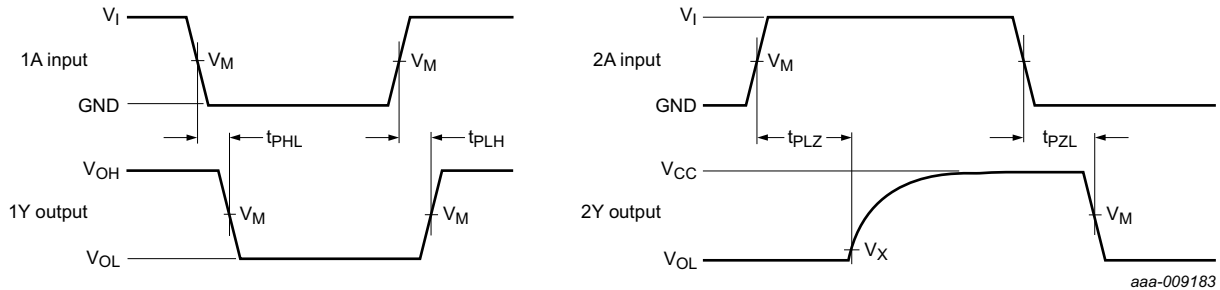 V_I
1A input
V_M
V_M
GND
t_PHL
t_PLH
V_OH
1Y output
V_M
V_M
V_OL
V_I
2A input
V_M
GND
t_PLZ
t_PZL
V_CC
2Y output
V_M
V_X
V_OL
aaa-009183